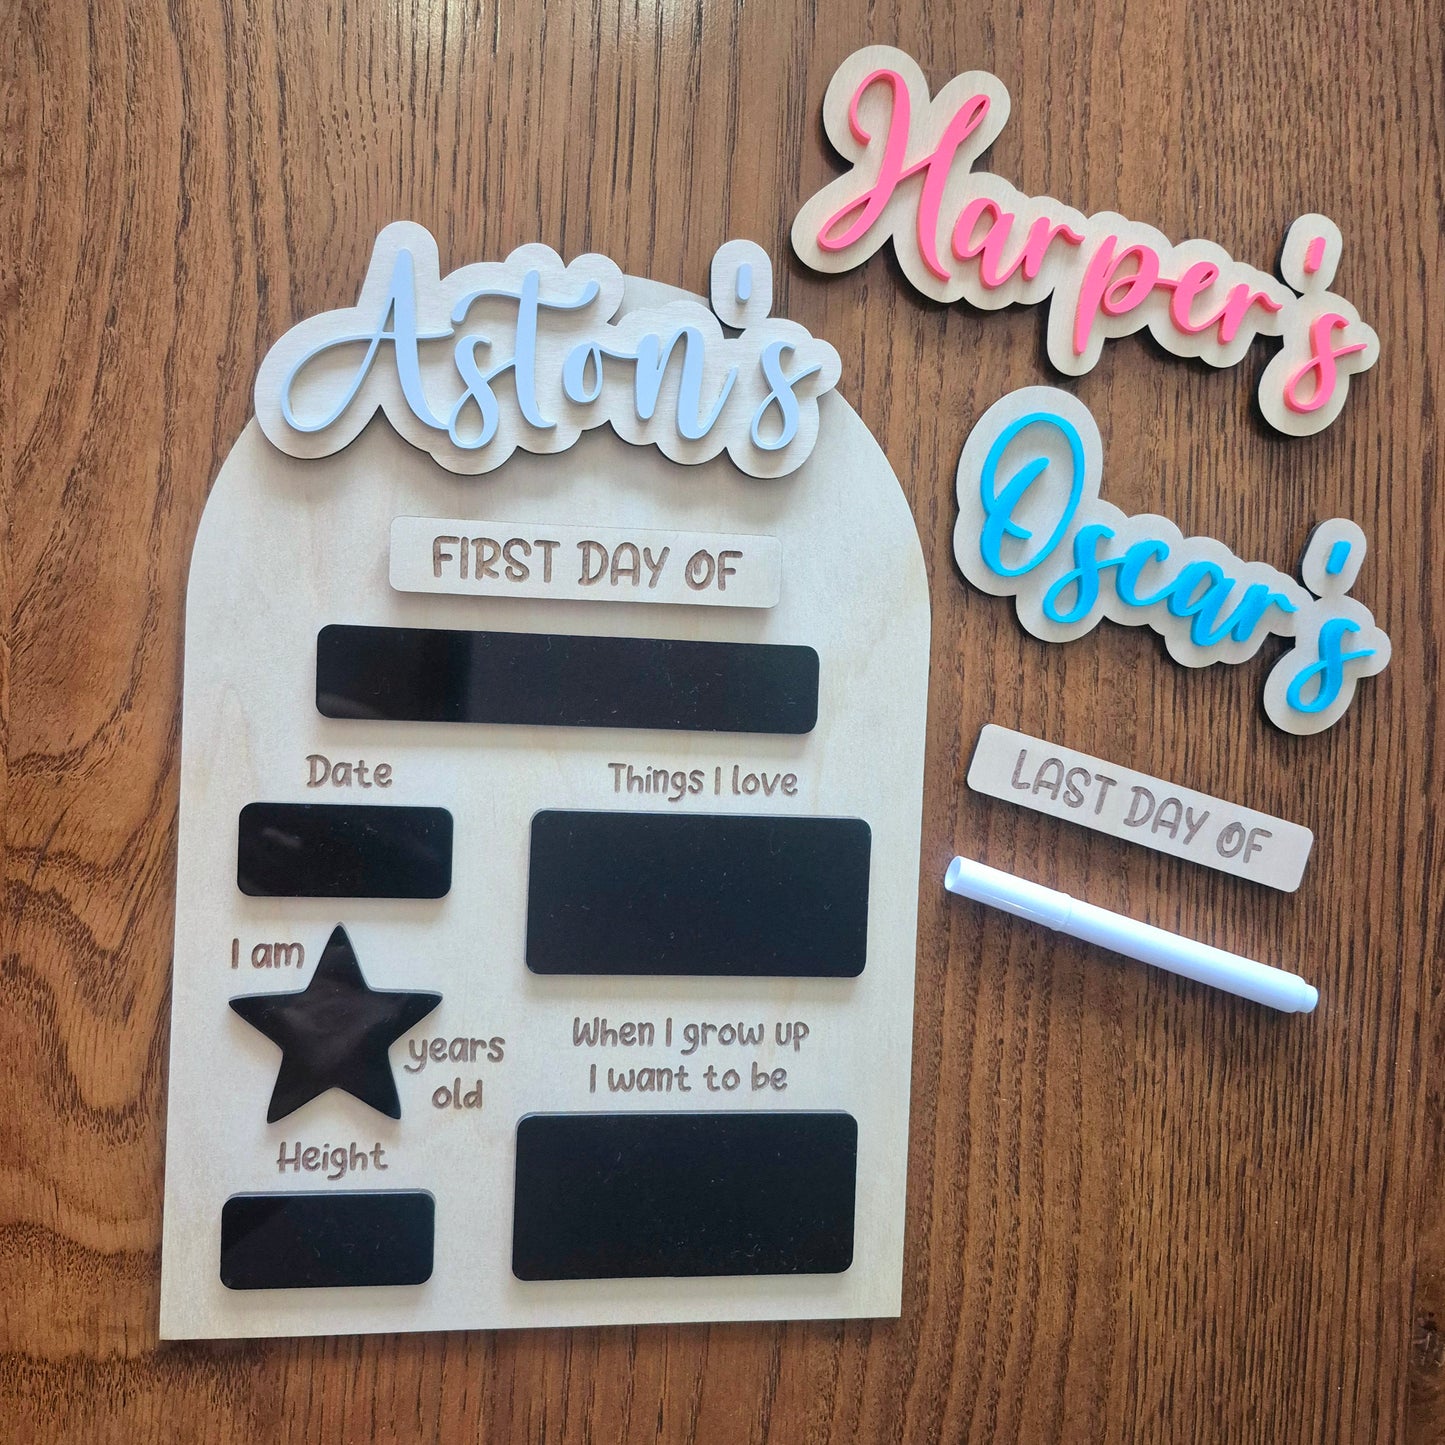 Aston's
FIRST DAY OF
Date
Things I love
I am
years
old
When I grow up
I want to be
Height
Harper's
Oscar's
LAST DAY OF